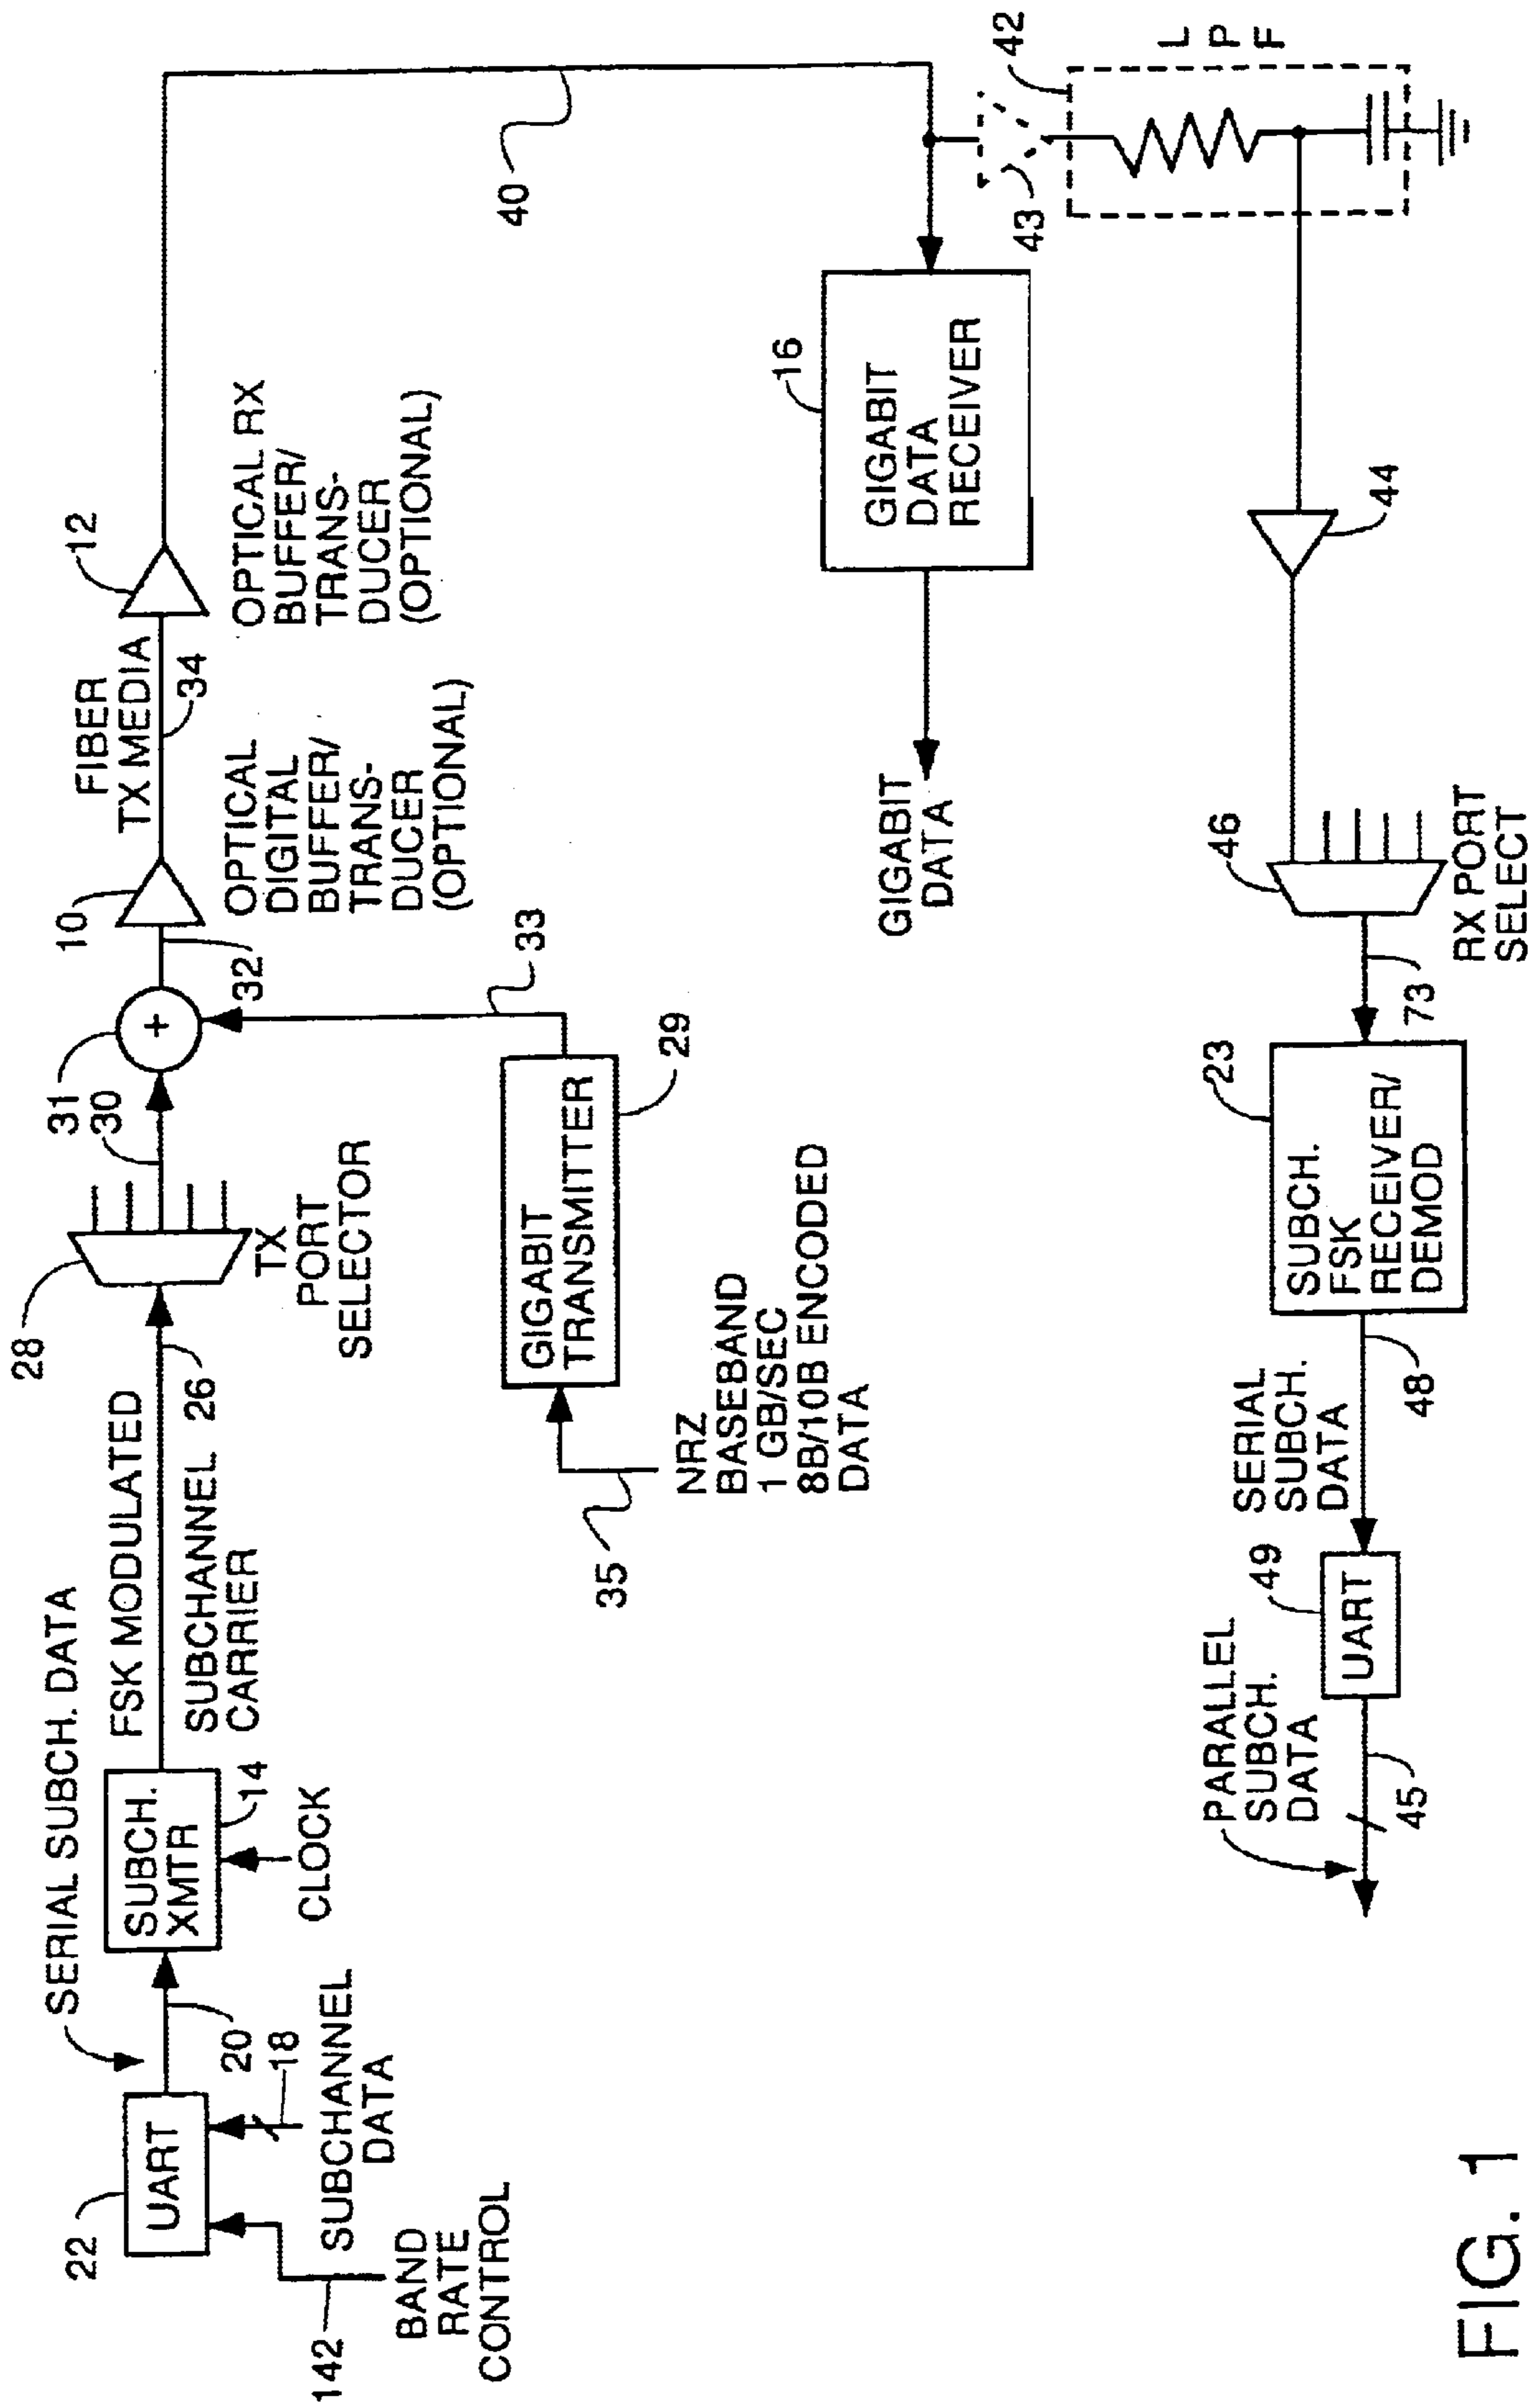 SERIAL SUBCH. DATA
22
UART
20
18
SUBCHANNEL
DATA
142
BAND
RATE
CONTROL
SUBCH.
XMTR
14
CLOCK
FSK MODULATED
SUBCHANNEL
CARRIER
26
28
TX
PORT
SELECTOR
30
31
+
32
10
OPTICAL
DIGITAL
BUFFER/
TRANS-
DUCER
(OPTIONAL)
FIBER
TX MEDIA
34
12
OPTICAL RX
BUFFER/
TRANS-
DUCER
(OPTIONAL)
35
NRZ
BASEBAND
1 GB/SEC
8B/10B ENCODED
DATA
GIGABIT
TRANSMITTER
29
33
40
16
GIGABIT
DATA
RECEIVER
GIGABIT
DATA
43
42
L
P
F
44
46
RX PORT
SELECT
73
23
SUBCH.
FSK
RECEIVER/
DEMOD
48
SERIAL
SUBCH.
DATA
49
UART
PARALLEL
SUBCH.
DATA
45
FIG. 1